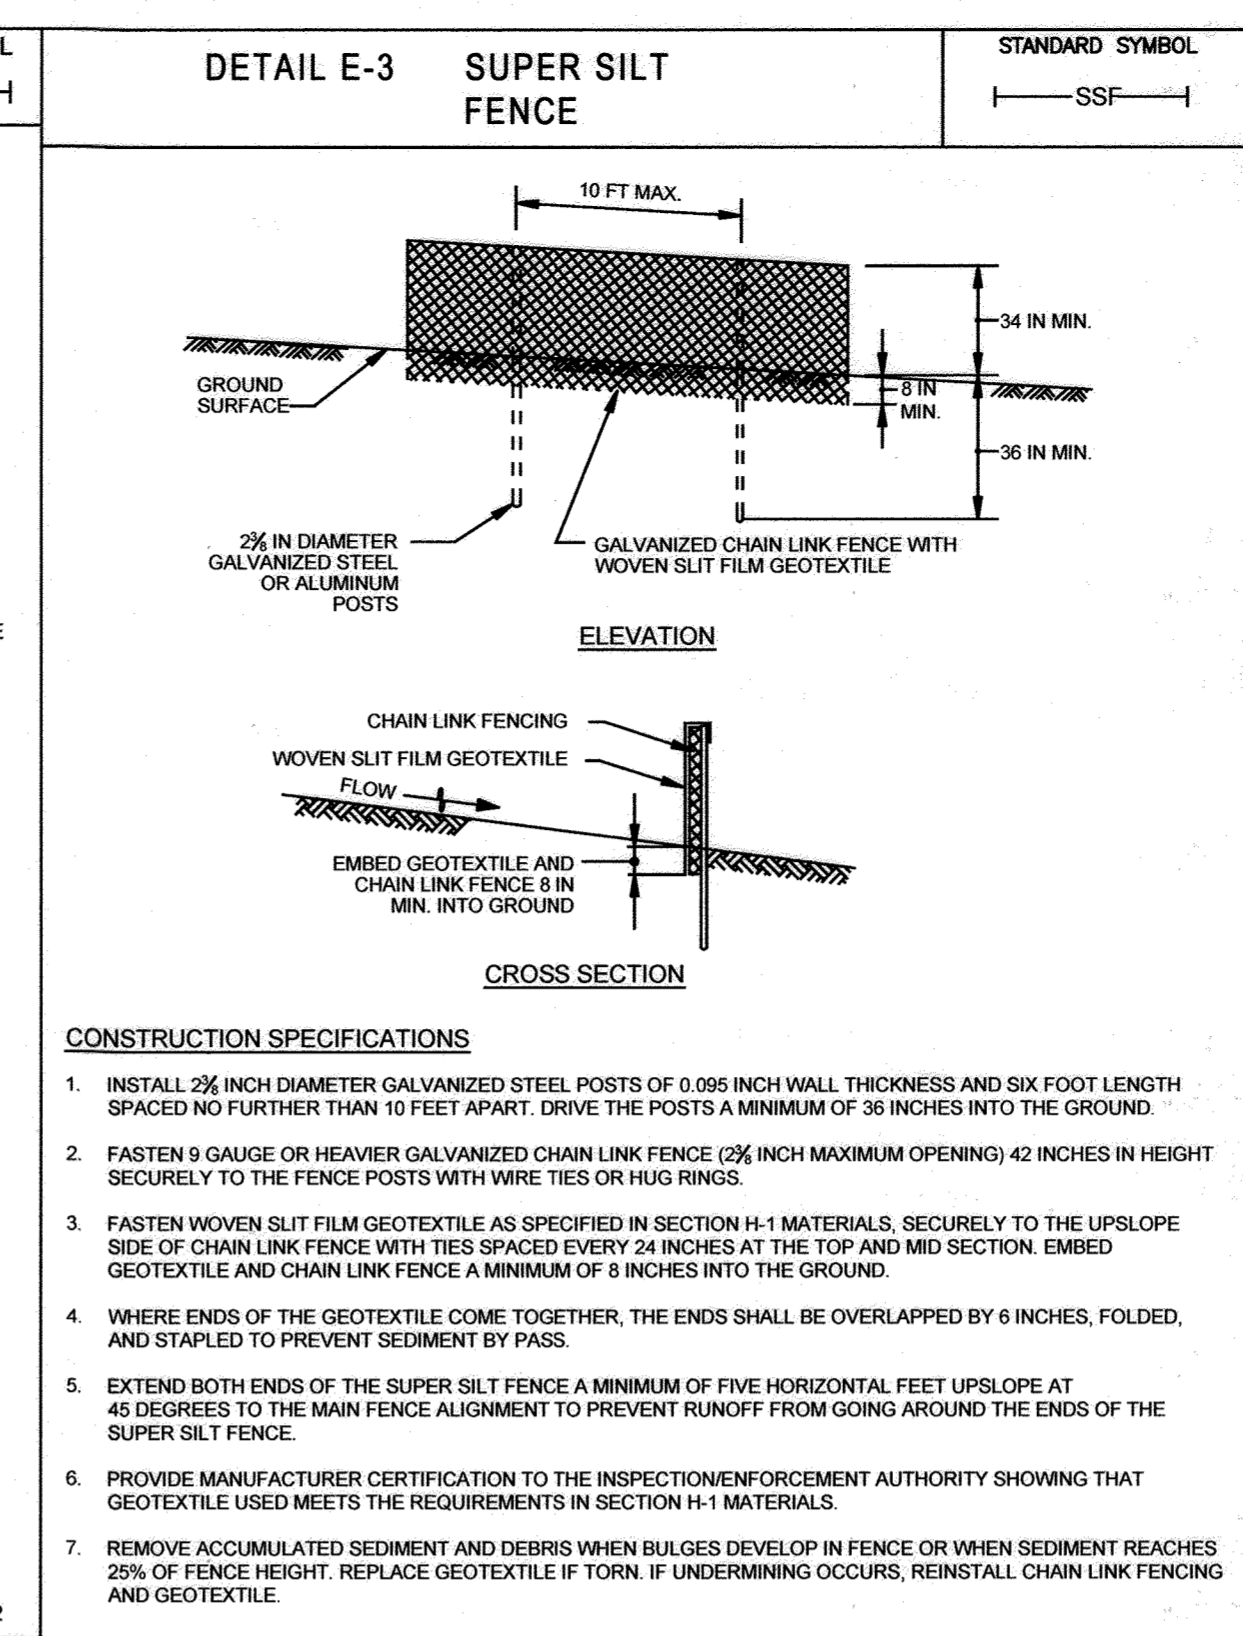 L
H
DETAIL E-3 SUPER SILT
FENCE
STANDARD SYMBOL
SSF
10 FT MAX.
34 IN MIN.
GROUND
SURFACE
8 IN
MIN.
36 IN MIN.
2⅜ IN DIAMETER
GALVANIZED STEEL
OR ALUMINUM
POSTS
GALVANIZED CHAIN LINK FENCE WITH
WOVEN SLIT FILM GEOTEXTILE
E
ELEVATION
CHAIN LINK FENCING
WOVEN SLIT FILM GEOTEXTILE
FLOW
EMBED GEOTEXTILE AND
CHAIN LINK FENCE 8 IN
MIN. INTO GROUND
CROSS SECTION
CONSTRUCTION SPECIFICATIONS
1. INSTALL 2⅜ INCH DIAMETER GALVANIZED STEEL POSTS OF 0.095 INCH WALL THICKNESS AND SIX FOOT LENGTH
SPACED NO FURTHER THAN 10 FEET APART. DRIVE THE POSTS A MINIMUM OF 36 INCHES INTO THE GROUND.
2. FASTEN 9 GAUGE OR HEAVIER GALVANIZED CHAIN LINK FENCE (2⅜ INCH MAXIMUM OPENING) 42 INCHES IN HEIGHT
SECURELY TO THE FENCE POSTS WITH WIRE TIES OR HUG RINGS.
3. FASTEN WOVEN SLIT FILM GEOTEXTILE AS SPECIFIED IN SECTION H-1 MATERIALS, SECURELY TO THE UPSLOPE
SIDE OF CHAIN LINK FENCE WITH TIES SPACED EVERY 24 INCHES AT THE TOP AND MID SECTION. EMBED
GEOTEXTILE AND CHAIN LINK FENCE A MINIMUM OF 8 INCHES INTO THE GROUND.
4. WHERE ENDS OF THE GEOTEXTILE COME TOGETHER, THE ENDS SHALL BE OVERLAPPED BY 6 INCHES, FOLDED,
AND STAPLED TO PREVENT SEDIMENT BY PASS.
5. EXTEND BOTH ENDS OF THE SUPER SILT FENCE A MINIMUM OF FIVE HORIZONTAL FEET UPSLOPE AT
45 DEGREES TO THE MAIN FENCE ALIGNMENT TO PREVENT RUNOFF FROM GOING AROUND THE ENDS OF THE
SUPER SILT FENCE.
6. PROVIDE MANUFACTURER CERTIFICATION TO THE INSPECTION/ENFORCEMENT AUTHORITY SHOWING THAT
GEOTEXTILE USED MEETS THE REQUIREMENTS IN SECTION H-1 MATERIALS.
7. REMOVE ACCUMULATED SEDIMENT AND DEBRIS WHEN BULGES DEVELOP IN FENCE OR WHEN SEDIMENT REACHES
25% OF FENCE HEIGHT. REPLACE GEOTEXTILE IF TORN. IF UNDERMINING OCCURS, REINSTALL CHAIN LINK FENCING
AND GEOTEXTILE.
2